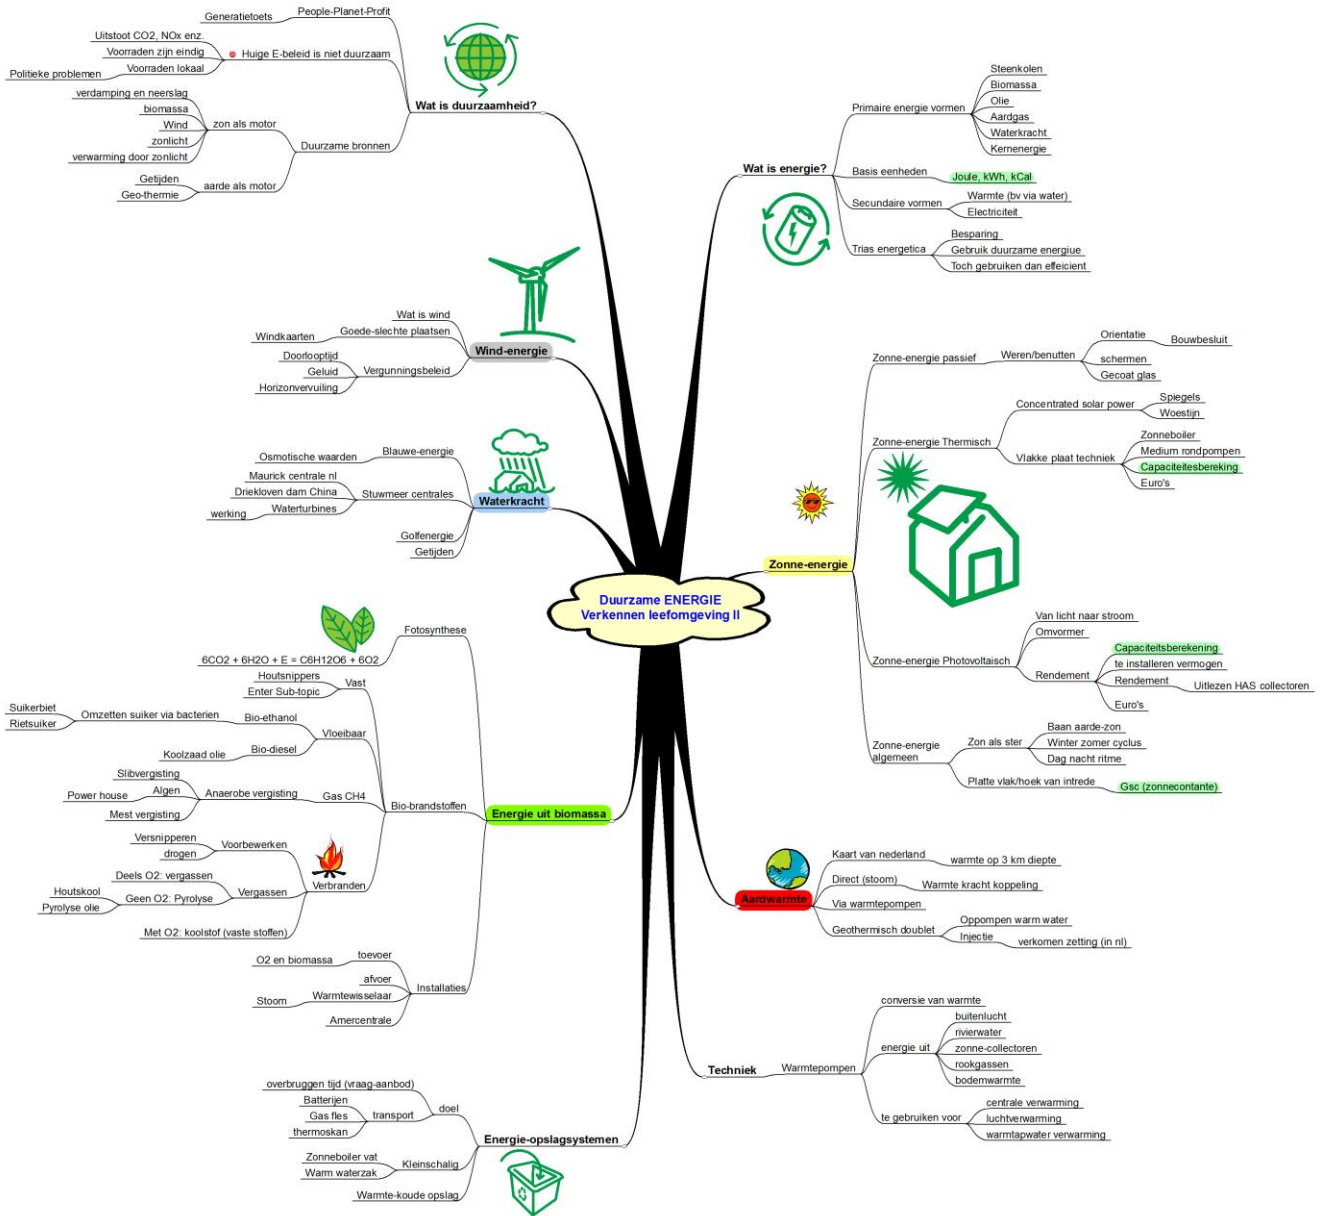 Duurzame ENERGIE
Verkennen leefomgeving II
Wat is duurzaamheid?
People-Planet-Profit
Generatietoets
Huige E-beleid is niet duurzaam
Uitstoot CO2, NOx enz.
Voorraden zijn eindig
Voorraden lokaal
Politieke problemen
Duurzame bronnen
zon als motor
verdamping en neerslag
biomassa
Wind
zonlicht
verwarming door zonlicht
aarde als motor
Getijden
Geo-thermie
Wind-energie
Wat is wind
Goede-slechte plaatsen
Windkaarten
Vergunningsbeleid
Doorlooptijd
Geluid
Horizonvervuiling
Waterkracht
Blauwe-energie
Osmotische waarden
Stuwmeer centrales
Maurick centrale nl
Driekloven dam China
Waterturbines
werking
Golfenergie
Getijden
Energie uit biomassa
Fotosynthese
6CO2 + 6H2O + E = C6H12O6 + 6O2
Bio-brandstoffen
Vast
Houtsnippers
Enter Sub-topic
Vloeibaar
Bio-ethanol
Omzetten suiker via bacterien
Suikerbiet
Rietsuiker
Bio-diesel
Koolzaad olie
Gas CH4
Anaerobe vergisting
Slibvergisting
Algen
Power house
Mest vergisting
Verbranden
Voorbewerken
Versnipperen
drogen
Vergassen
Deels O2: vergassen
Geen O2: Pyrolyse
Houtskool
Pyrolyse olie
Met O2: koolstof (vaste stoffen)
Installaties
toevoer
O2 en biomassa
afvoer
Warmtewisselaar
Stoom
Amercentrale
Energie-opslagsystemen
doel
overbruggen tijd (vraag-aanbod)
transport
Batterijen
Gas fles
thermoskan
Kleinschalig
Zonneboiler vat
Warm waterzak
Warmte-koude opslag
Wat is energie?
Primaire energie vormen
Steenkolen
Biomassa
Olie
Aardgas
Waterkracht
Kernenergie
Basis eenheden
Joule, kWh, kCal
Secundaire vormen
Warmte (bv via water)
Electriciteit
Trias energetica
Besparing
Gebruik duurzame energiue
Toch gebruiken dan effeicient
Zonne-energie
Zonne-energie passief
Weren/benutten
Orientatie
Bouwbesluit
schermen
Gecoat glas
Zonne-energie Thermisch
Concentrated solar power
Spiegels
Woestijn
Vlakke plaat techniek
Zonneboiler
Medium rondpompen
Capaciteitesbereking
Euro's
Zonne-energie Photovoltaisch
Van licht naar stroom
Omvormer
Rendement
Capaciteitsberekening
te installeren vermogen
Rendement
Uitlezen HAS collectoren
Euro's
Zonne-energie
algemeen
Zon als ster
Baan aarde-zon
Winter zomer cyclus
Dag nacht ritme
Platte vlak/hoek van intrede
Gsc (zonnecontante)
Aardwarmte
Kaart van nederland
warmte op 3 km diepte
Direct (stoom)
Warmte kracht koppeling
Via warmtepompen
Geothermisch doublet
Oppompen warm water
Injectie
verkomen zetting (in nl)
Techniek
Warmtepompen
conversie van warmte
energie uit
buitenlucht
rivierwater
zonne-collectoren
rookgassen
bodemwarmte
te gebruiken voor
centrale verwarming
luchtverwarming
warmtapwater verwarming